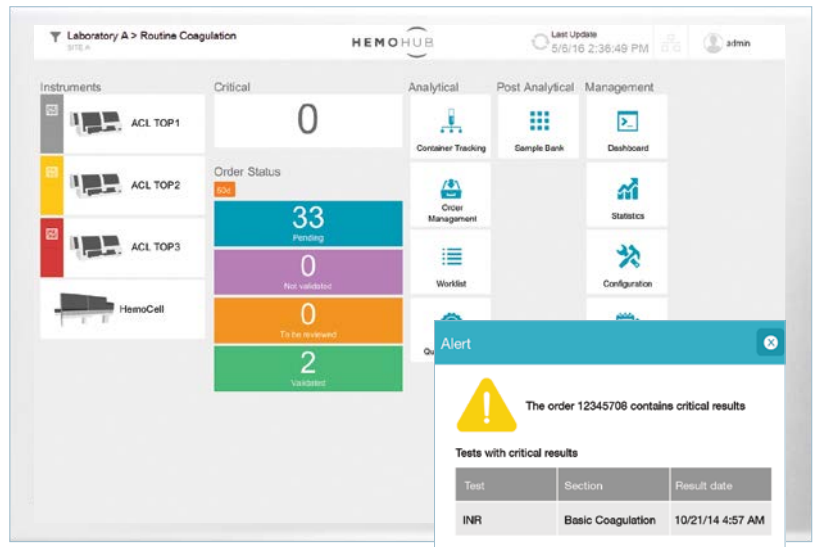 Laboratory A > Routine Coagulation
SITE A
HEMOHUB
Last Update
5/6/16 2:36:49 PM
admin
Instruments
ACL TOP1
ACL TOP2
ACL TOP3
HemoCell
Critical
0
Order Status
33
Pending
0
Not validated
0
To be reviewed
2
Validated
Analytical
Post Analytical
Management
Container Tracking
Sample Bank
Dashboard
Order
Management
Statistics
Worklist
Configuration
Qu
Alert
The order 12345708 contains critical results
Tests with critical results
Test
Section
Result date
INR
Basic Coagulation
10/21/14 4:57 AM